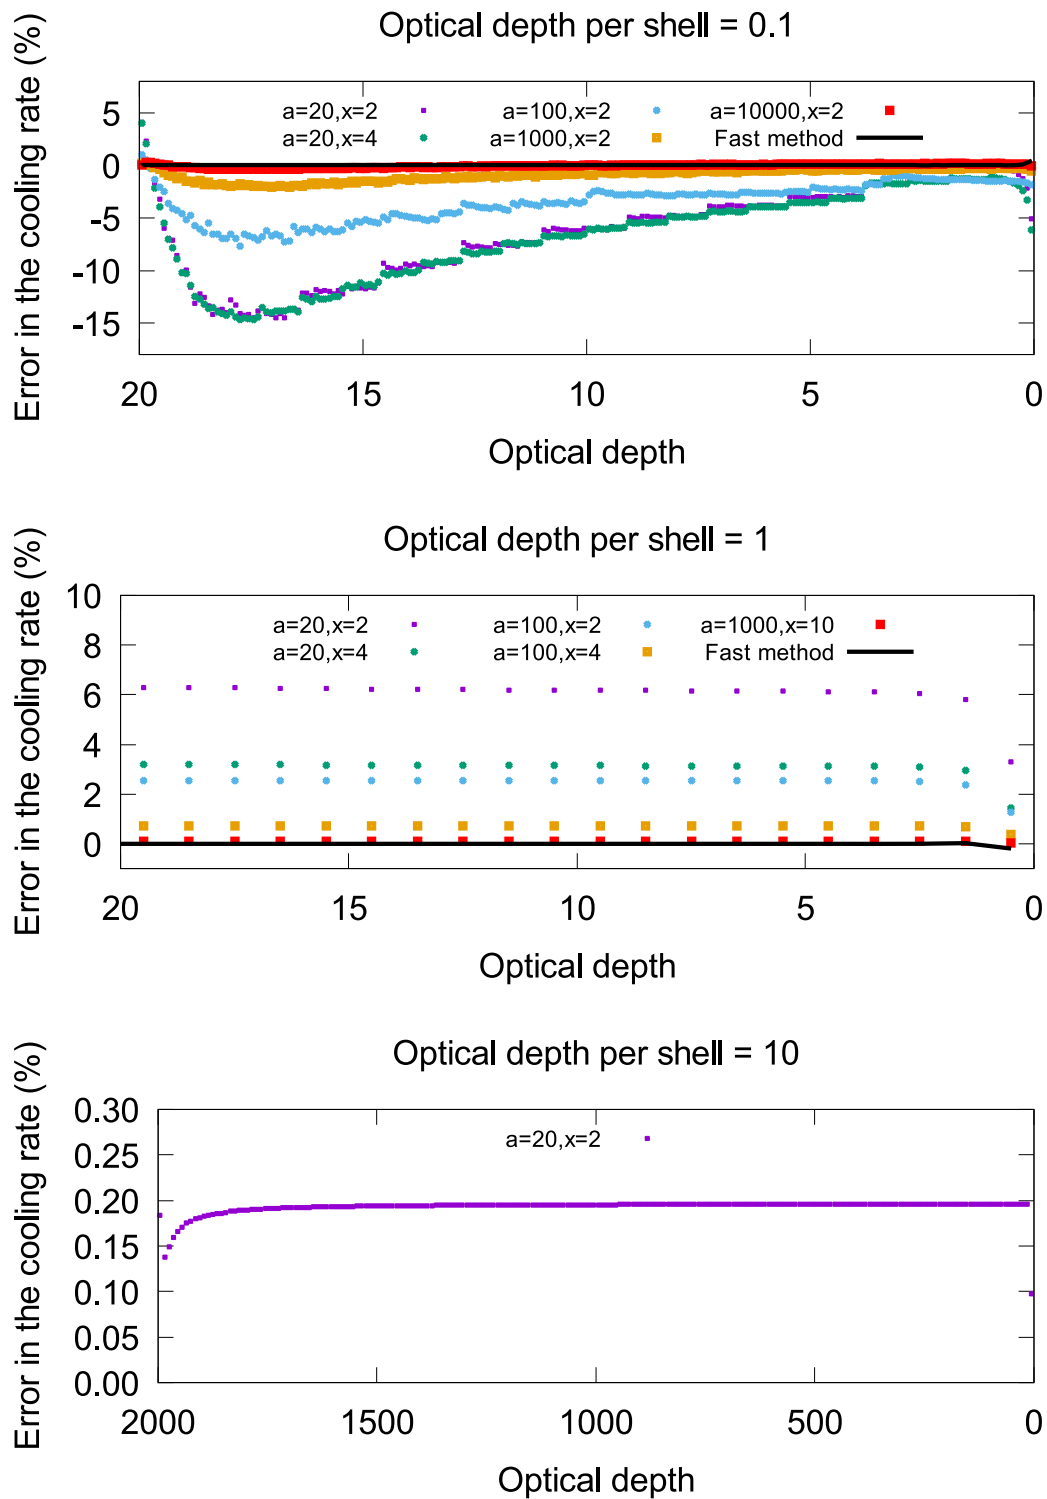 Optical depth per shell = 0.1
Error in the cooling rate (%)
a=20,x=2 a=100,x=2 a=10000,x=2
a=20,x=4 a=1000,x=2 Fast method
5
0
-5
-10
-15
20 15 10 5 0
Optical depth
Optical depth per shell = 1
Error in the cooling rate (%)
a=20,x=2 a=100,x=2 a=1000,x=10
a=20,x=4 a=100,x=4 Fast method
10
8
6
4
2
0
20 15 10 5 0
Optical depth
Optical depth per shell = 10
Error in the cooling rate (%)
a=20,x=2
0.30
0.25
0.20
0.15
0.10
0.05
0.00
2000 1500 1000 500 0
Optical depth